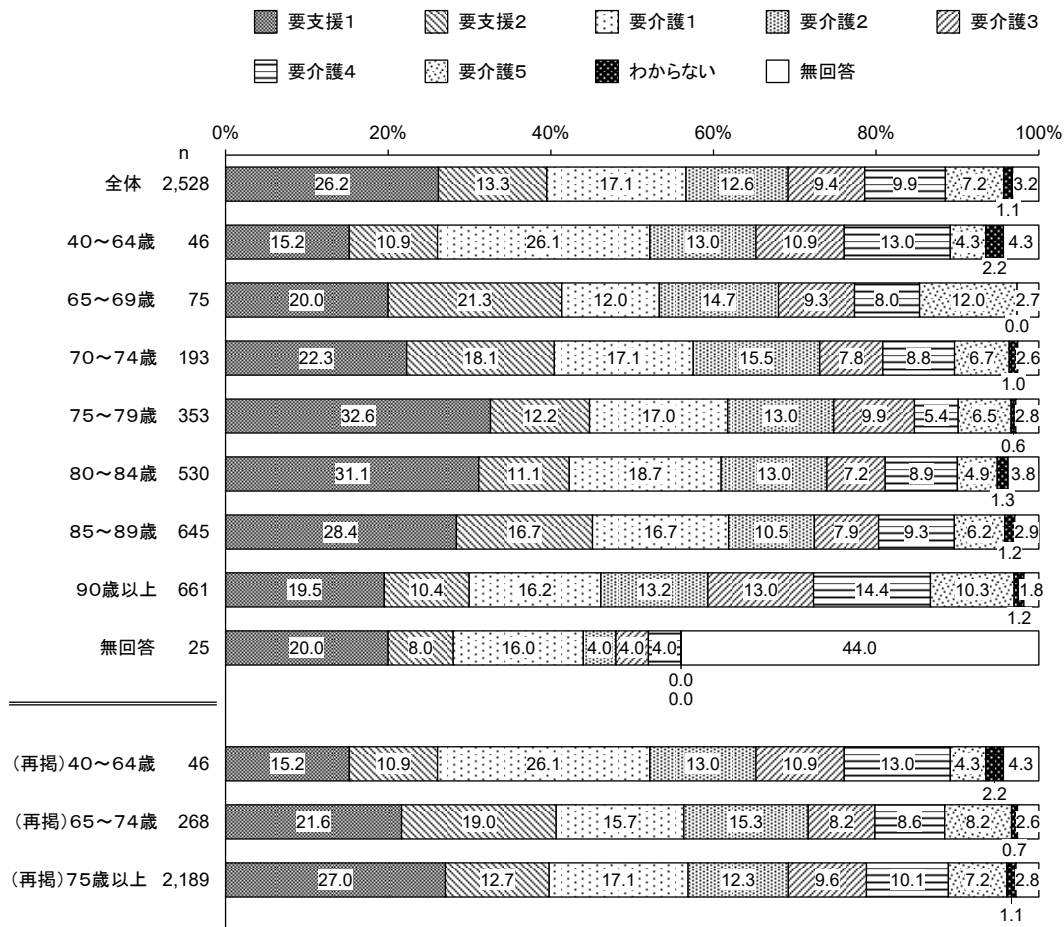 要支援1 要支援2 要介護1 要介護2 要介護3
要介護4 要介護5 わからない 無回答
0% 20% 40% 60% 80% 100%
n
全体 2,528 26.2 13.3 17.1 12.6 9.4 9.9 7.2 3.2
1.1
40～64歳 46 15.2 10.9 26.1 13.0 10.9 13.0 4.3 4.3
2.2
65～69歳 75 20.0 21.3 12.0 14.7 9.3 8.0 12.0 2.7
0.0
70～74歳 193 22.3 18.1 17.1 15.5 7.8 8.8 6.7 2.6
1.0
75～79歳 353 32.6 12.2 17.0 13.0 9.9 5.4 6.5 2.8
0.6
80～84歳 530 31.1 11.1 18.7 13.0 7.2 8.9 4.9 3.8
1.3
85～89歳 645 28.4 16.7 16.7 10.5 7.9 9.3 6.2 2.9
1.2
90歳以上 661 19.5 10.4 16.2 13.2 13.0 14.4 10.3 1.8
1.2
無回答 25 20.0 8.0 16.0 4.0 4.0 4.0 44.0
0.0
0.0
(再掲)40～64歳 46 15.2 10.9 26.1 13.0 10.9 13.0 4.3 4.3
2.2
(再掲)65～74歳 268 21.6 19.0 15.7 15.3 8.2 8.6 8.2 2.6
0.7
(再掲)75歳以上 2,189 27.0 12.7 17.1 12.3 9.6 10.1 7.2 2.8
1.1